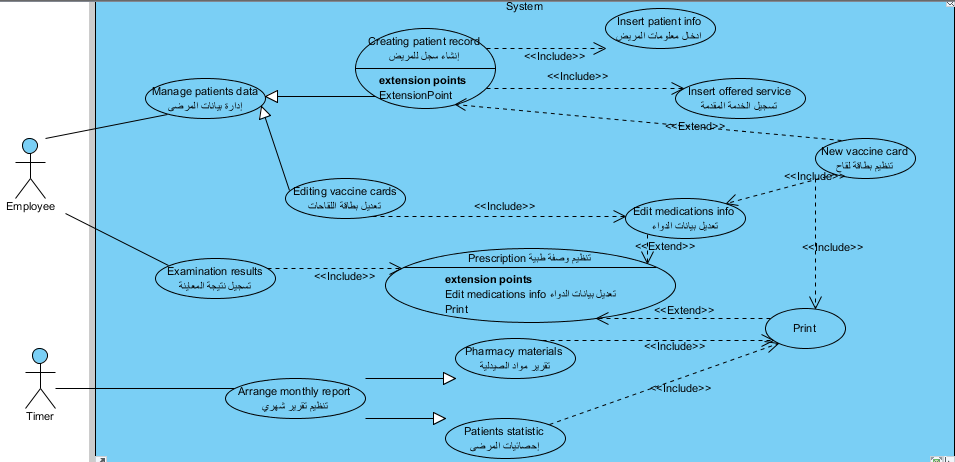 System
Insert patient info
ادخال معلومات المريض
Creating patient record
إنشاء سجل للمريض
<<Include>>
extension points
ExtensionPoint
<<Include>>
Insert offered service
تسجيل الخدمة المقدمة
Manage patients data
إدارة بيانات المرضى
<<Extend>>
New vaccine card
تنظيم بطاقة لقاح
<<Include>>
Employee
Editing vaccine cards
تعديل بطاقة اللقاحات
<<Include>>
Edit medications info
تعديل بيانات الدواء
<<Extend>>
<<Include>>
Prescription تنظيم وصفة طبية
Examination results
تسجيل نتيجة المعاينة
<<Include>>
extension points
Edit medications info تعديل بيانات الدواء
Print
<<Extend>>
Print
Pharmacy materials
تقرير مواد الصيدلية
<<Include>>
Arrange monthly report
تنظيم تقرير شهري
<<Include>>
Timer
Patients statistic
إحصائيات المرضى